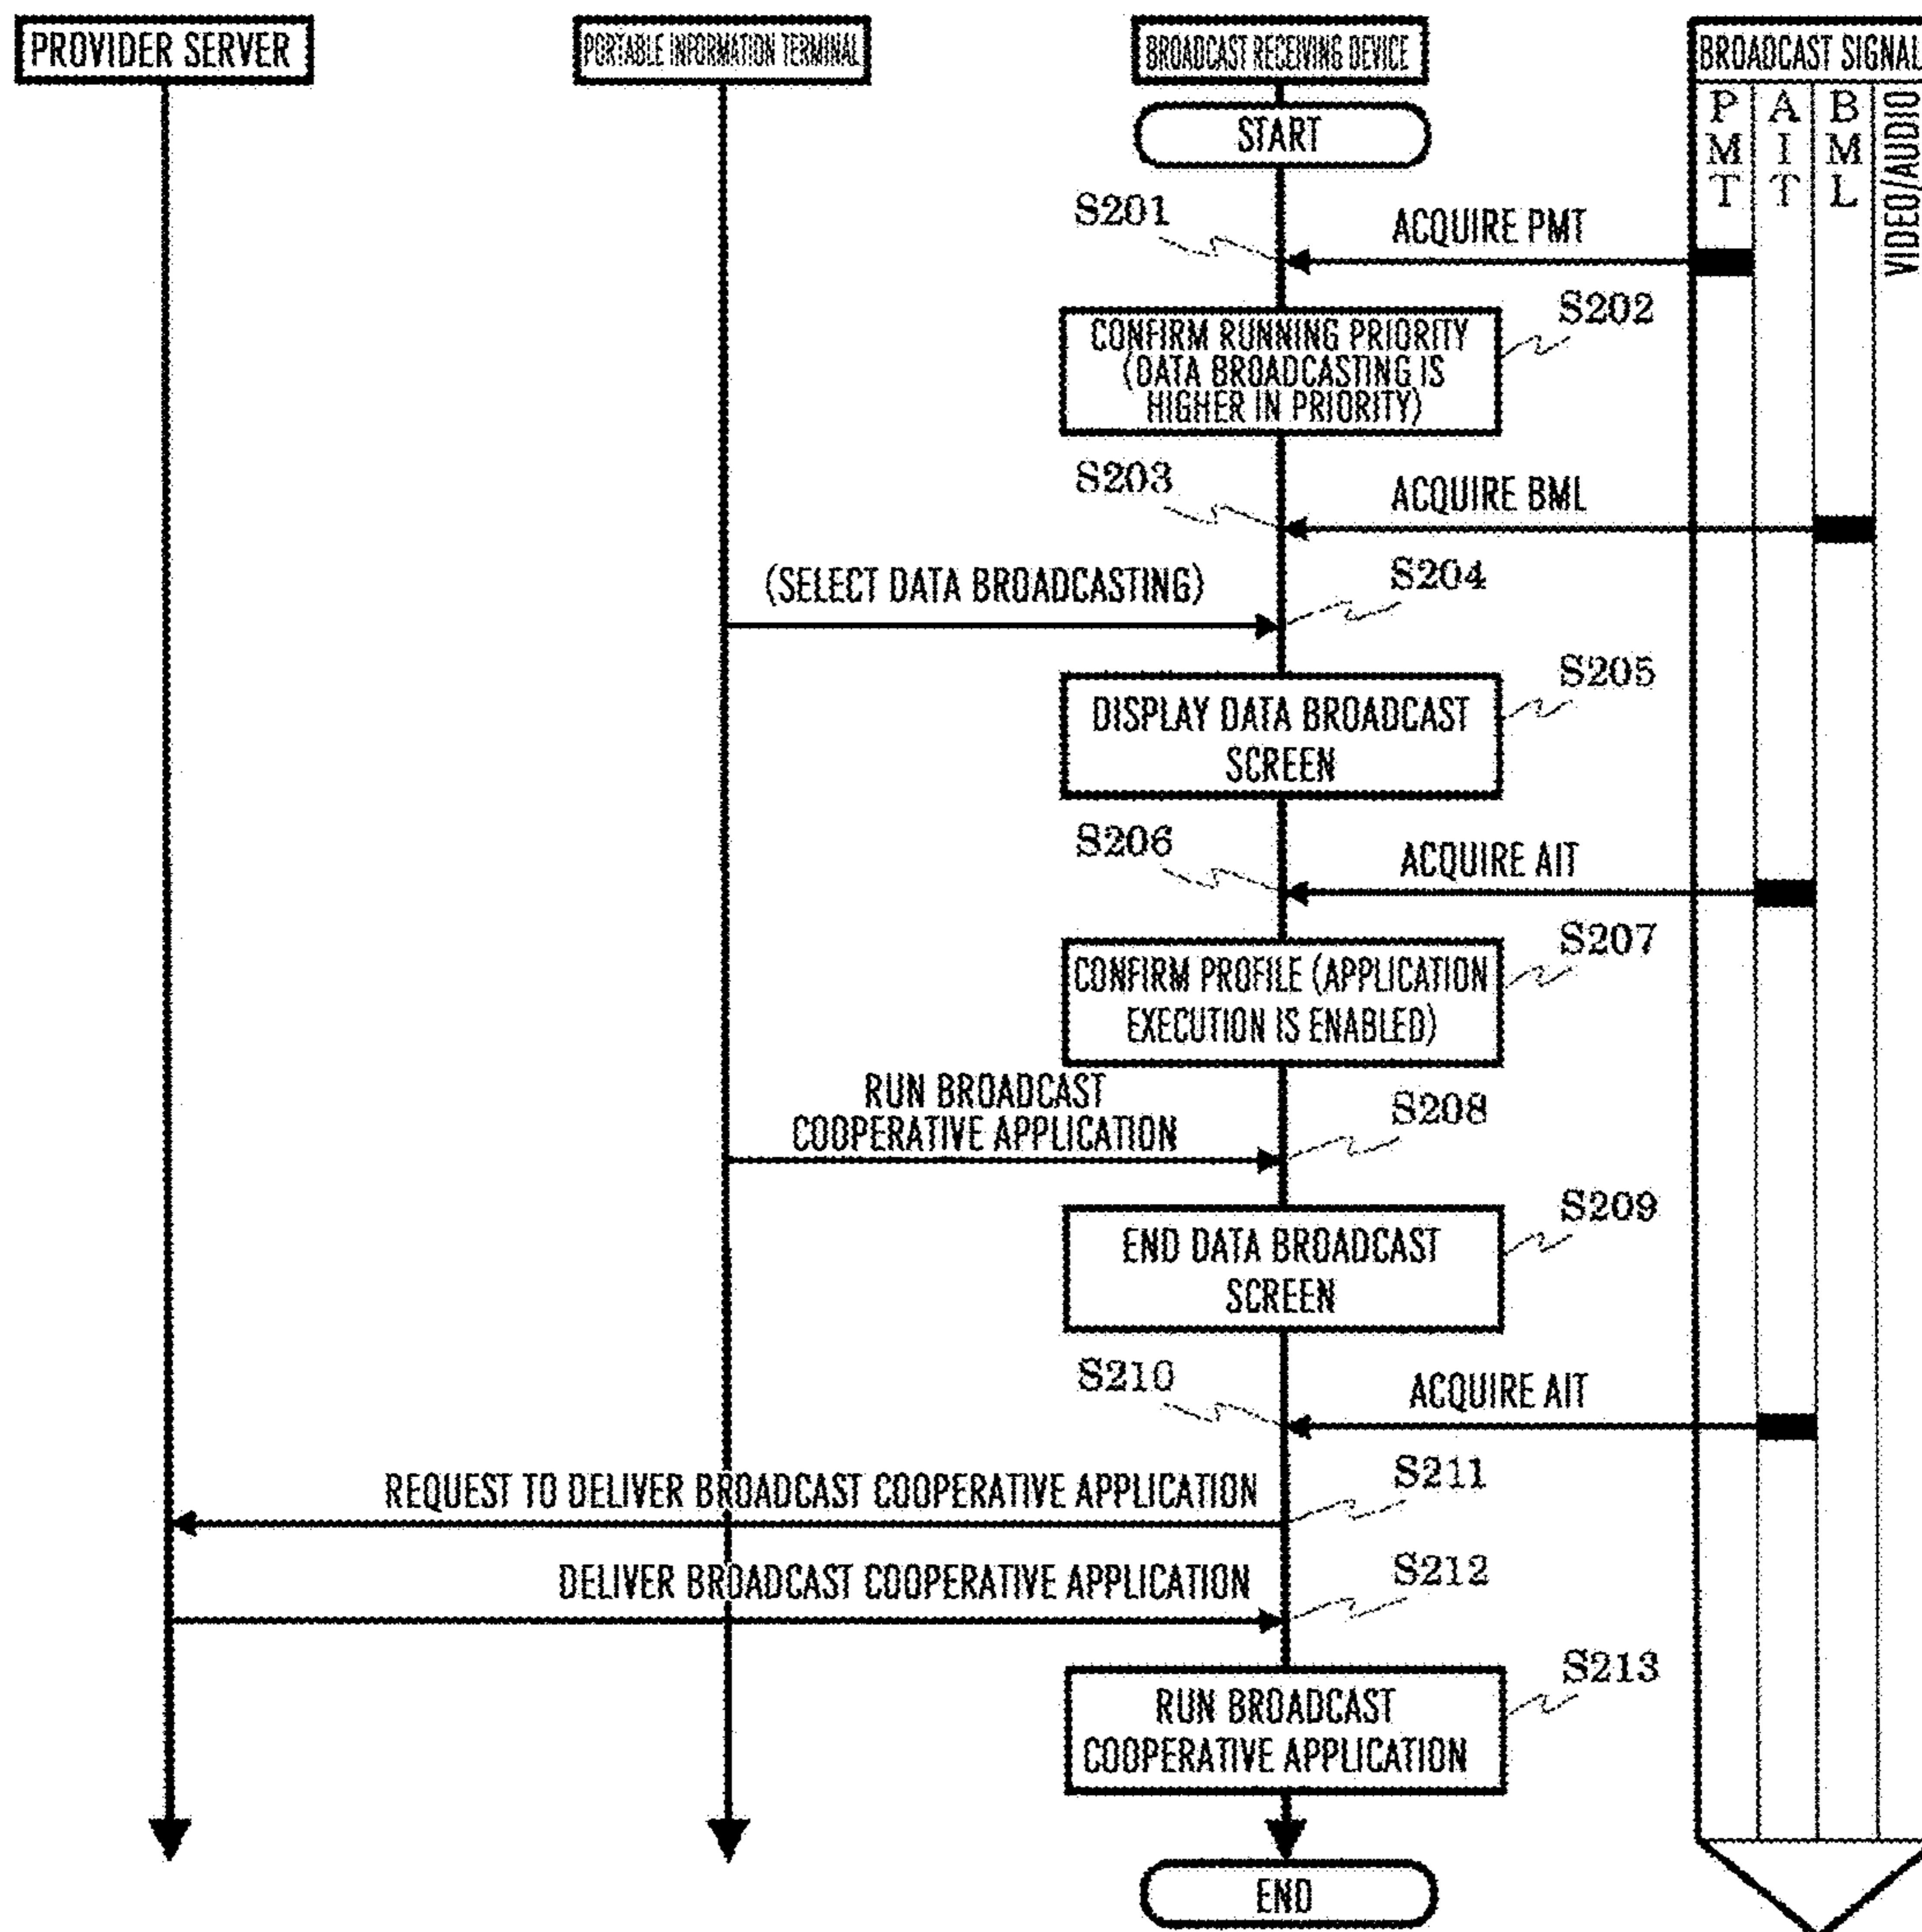 PROVIDER SERVER
PORTABLE INFORMATION TERMINAL
BROADCAST RECEIVING DEVICE
BROADCAST SIGNAL
PMT
AIT
BML
VIDEO/AUDIO
START
S201
ACQUIRE PMT
S202
CONFIRM RUNNING PRIORITY
(DATA BROADCASTING IS
HIGHER IN PRIORITY)
S203
ACQUIRE BML
(SELECT DATA BROADCASTING)
S204
S205
DISPLAY DATA BROADCAST
SCREEN
S206
ACQUIRE AIT
S207
CONFIRM PROFILE (APPLICATION
EXECUTION IS ENABLED)
RUN BROADCAST
COOPERATIVE APPLICATION
S208
S209
END DATA BROADCAST
SCREEN
S210
ACQUIRE AIT
REQUEST TO DELIVER BROADCAST COOPERATIVE APPLICATION
S211
DELIVER BROADCAST COOPERATIVE APPLICATION
S212
S213
RUN BROADCAST
COOPERATIVE APPLICATION
END